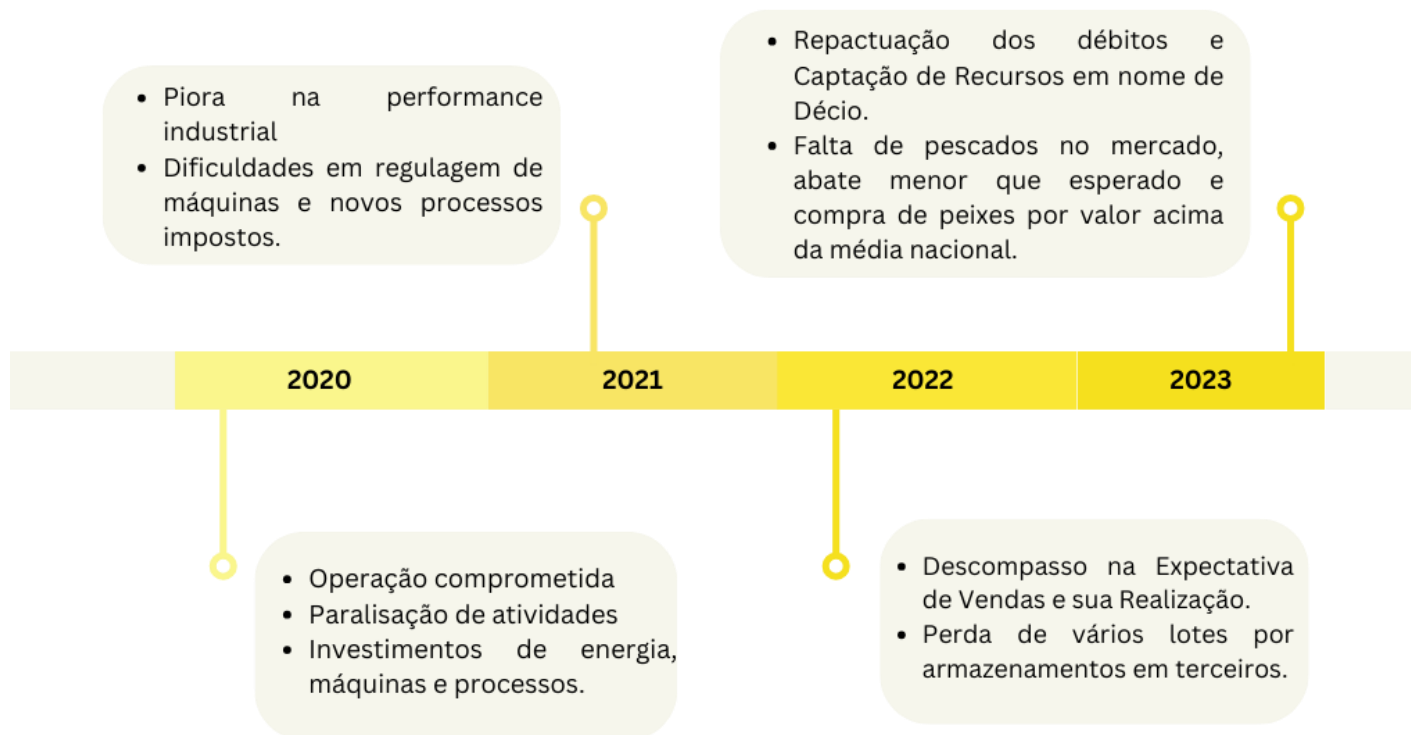 • Piora na performance
industrial
• Dificuldades em regulagem de
máquinas e novos processos
impostos.
• Repactuação dos débitos e
Captação de Recursos em nome de
Décio.
• Falta de pescados no mercado,
abate menor que esperado e
compra de peixes por valor acima
da média nacional.
2020
2021
2022
2023
• Operação comprometida
• Paralisação de atividades
• Investimentos de energia,
máquinas e processos.
• Descompasso na Expectativa
de Vendas e sua Realização.
• Perda de vários lotes por
armazenamentos em terceiros.